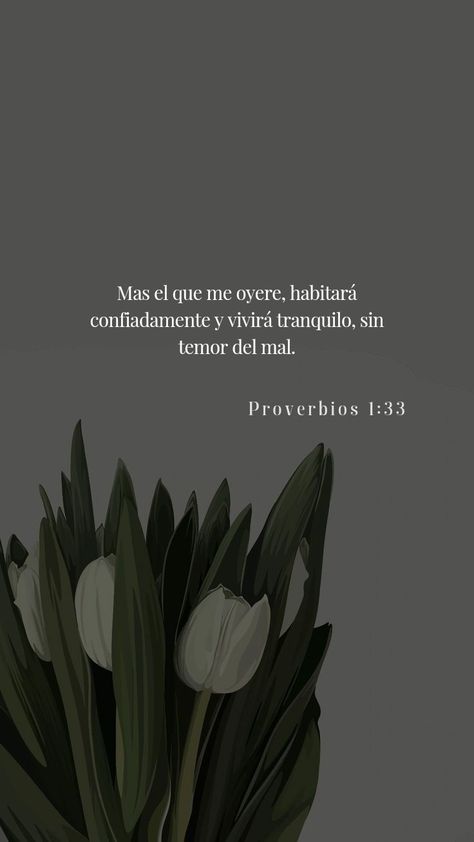 Mas el que me oyere, habitará
confiadamente y vivirá tranquilo, sin
temor del mal.
Proverbios 1:33